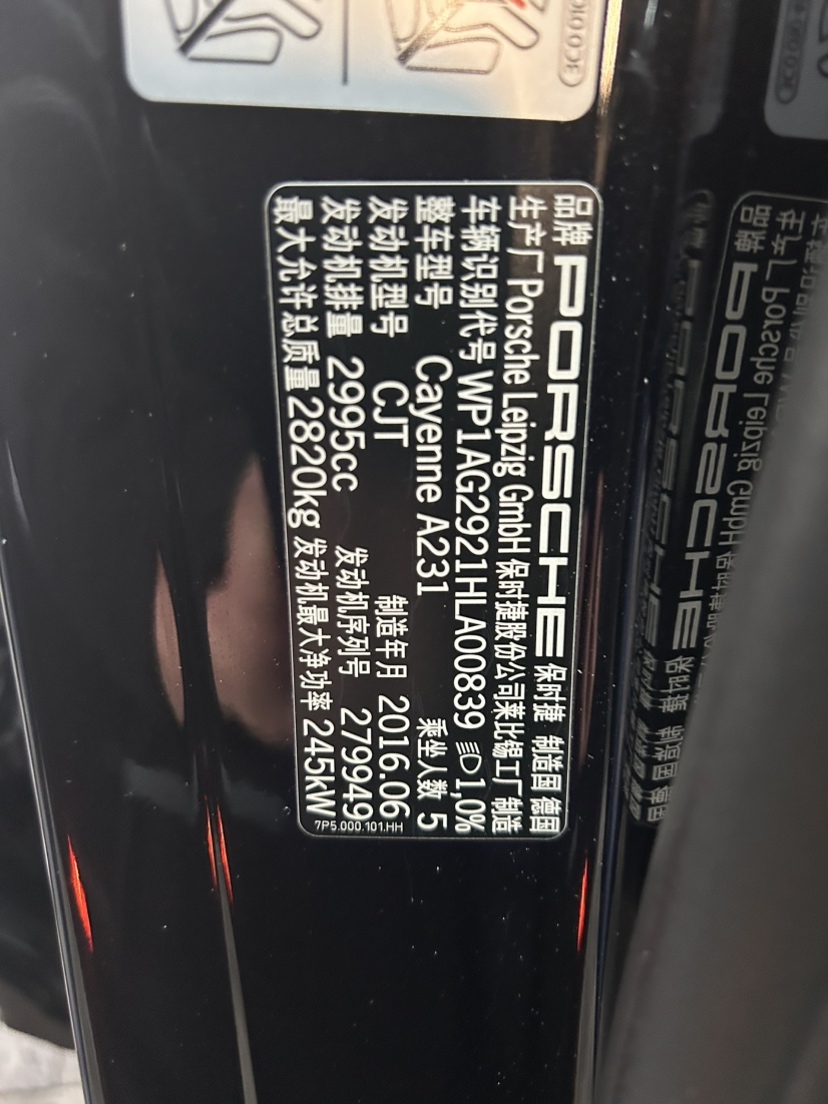 品牌 PORSCHE 保时捷 制造国 德国
生产厂 Porsche Leipzig GmbH 保时捷股份公司莱比锡工厂 制造
车辆识别代号 WP1AG2921HLA00839 1,0%
整车型号 Cayenne A231 乘坐人数 5
发动机型号 CJT 制造年月 2016.06
发动机排量 2995cc 发动机序列号 279949
最大允许总质量 2820kg 发动机最大净功率 245kW
7P5.000.101.HH